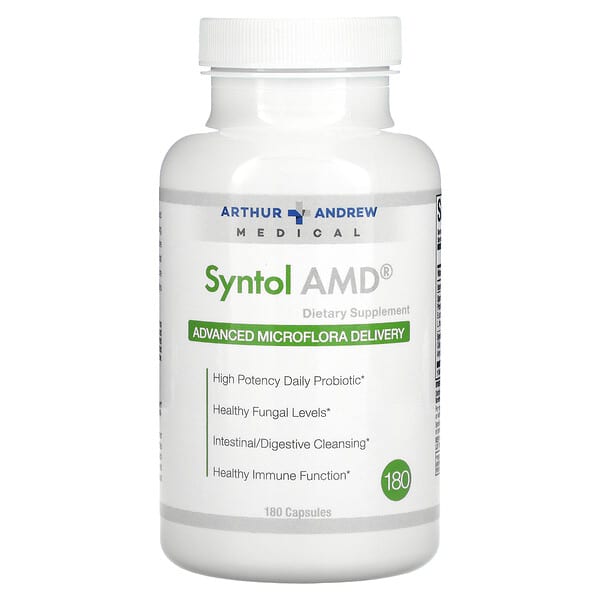 ARTHUR ANDREW
MEDICAL
Syntol AMD®
Dietary Supplement
ADVANCED MICROFLORA DELIVERY
High Potency Daily Probiotic*
Healthy Fungal Levels*
Intestinal/Digestive Cleansing*
Healthy Immune Function*
180
180 Capsules